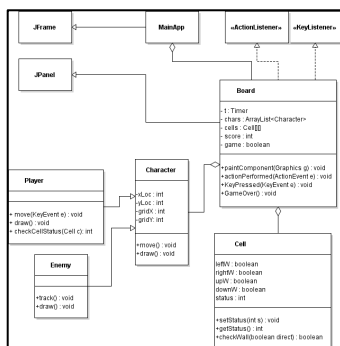 JFrame
MainApp
«ActionListener»
«KeyListener»
JPanel
Board
- t : Timer
- chars : ArrayList<Character>
- cells : Cell[][]
- score : int
- game : boolean
+paintComponent(Graphics g) : void
+actionPerformed(ActionEvent e) : void
+KeyPressed(KeyEvent e) : void
+GameOver() : void
Character
-xLoc : int
-yLoc : int
-gridX : int
-gridY : int
+move() : void
+draw() : void
Player
+ move(KeyEvent e) : void
+ draw() : void
+ checkCellStatus(Cell c) : int
Enemy
+track() : void
+draw() : void
Cell
leftW : boolean
rightW : boolean
upW : boolean
downW : boolean
status : int
+setStatus(int s) : void
+getStatus() : int
+checkWall(boolean direct) : boolean